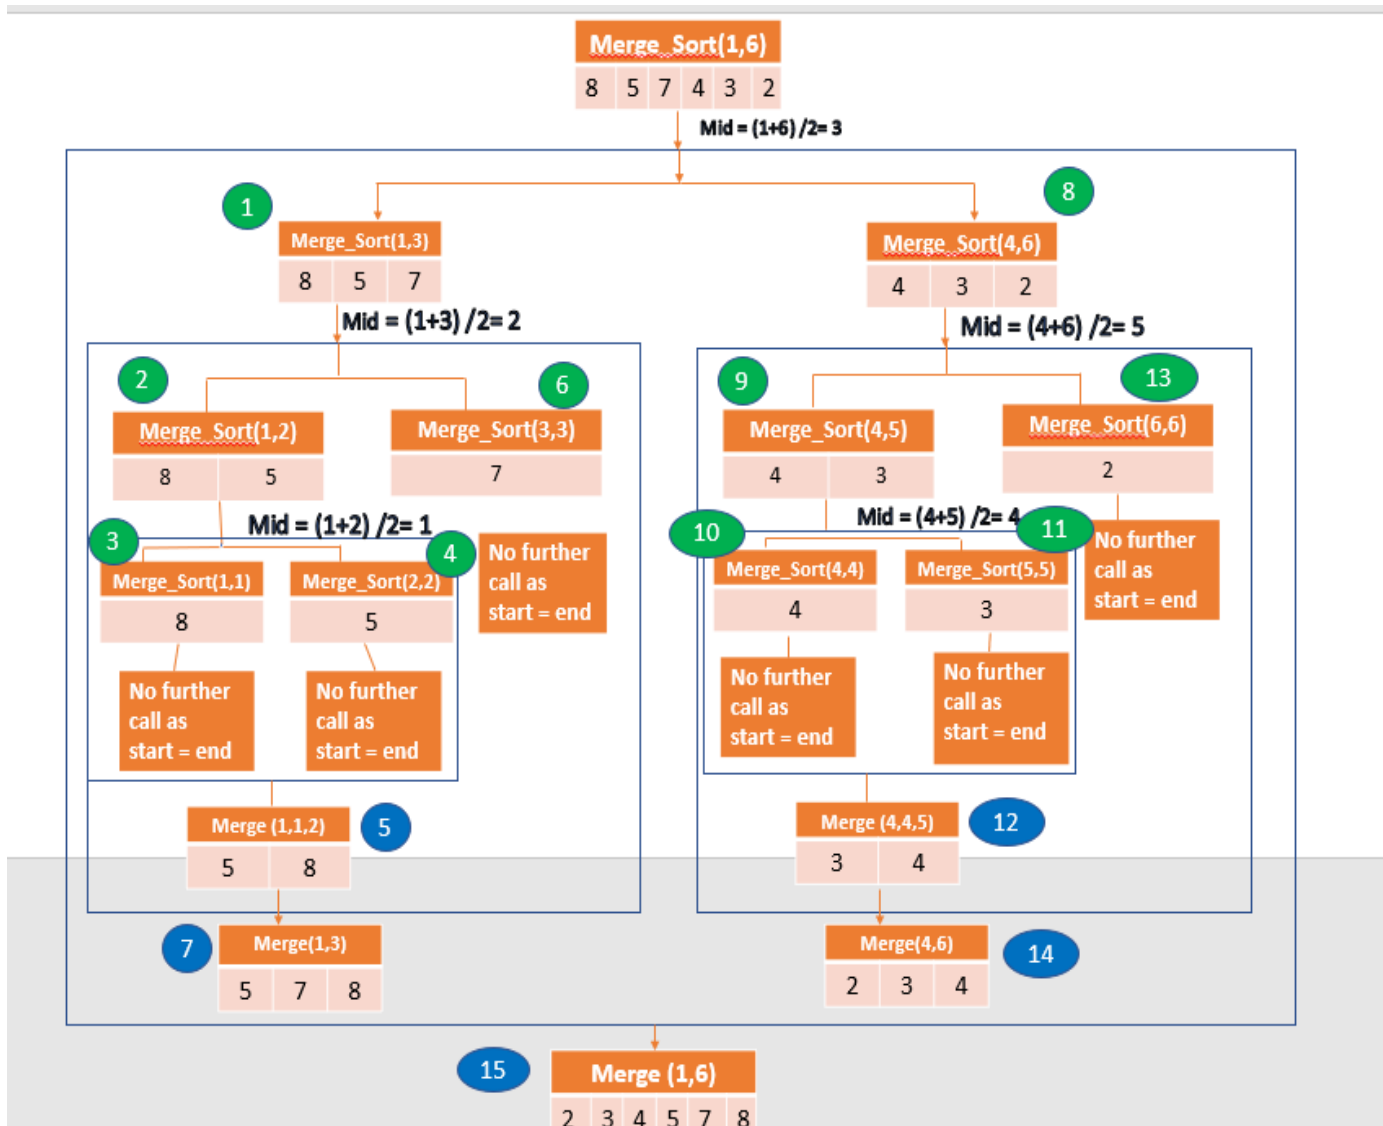 Merge_Sort(1,6)
8 5 7 4 3 2
Mid = (1+6) /2= 3
1
8
Merge_Sort(1,3)
8 5 7
Merge_Sort(4,6)
4 3 2
Mid = (1+3) /2= 2
Mid = (4+6) /2= 5
2
6
9
13
Merge_Sort(1,2)
8 5
Merge_Sort(3,3)
7
Merge_Sort(4,5)
4 3
Merge_Sort(6,6)
2
Mid = (1+2) /2= 1
Mid = (4+5) /2= 4
3
4
10
11
Merge_Sort(1,1)
8
Merge_Sort(2,2)
5
No further
call as
start = end
Merge_Sort(4,4)
4
Merge_Sort(5,5)
3
No further
call as
start = end
No further
call as
start = end
No further
call as
start = end
No further
call as
start = end
No further
call as
start = end
Merge (1,1,2)
5 8
5
Merge (4,4,5)
3 4
12
7
Merge(1,3)
5 7 8
Merge(4,6)
2 3 4
14
15
Merge (1,6)
2 3 4 5 7 8